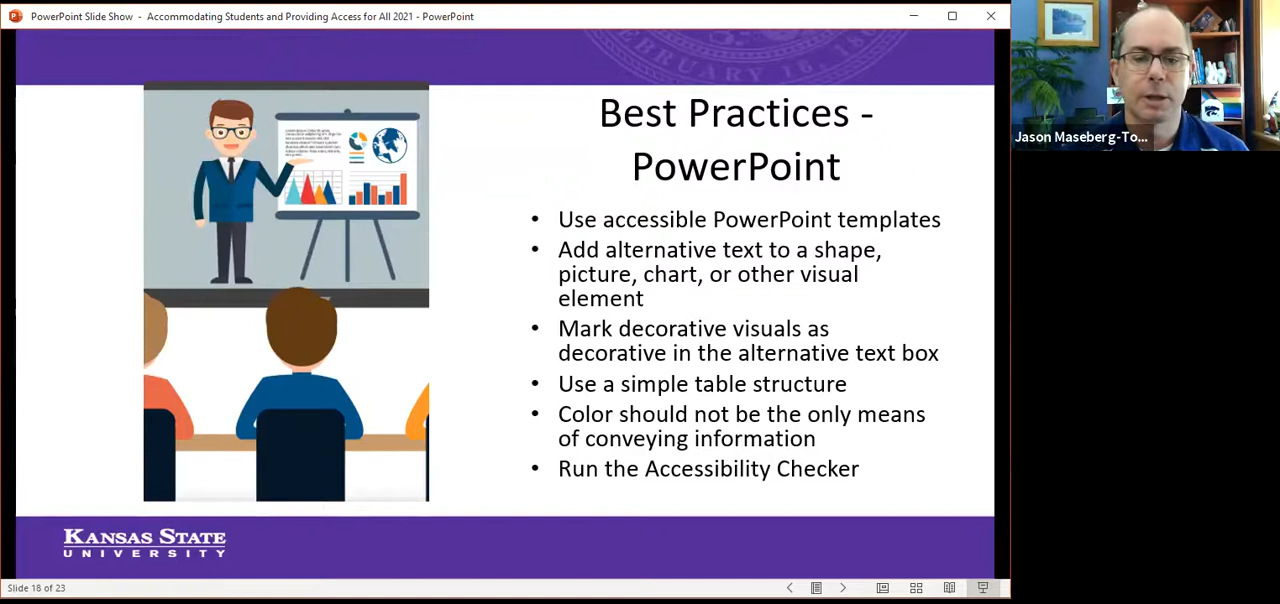 PowerPoint Slide Show - Accommodating Students and Providing Access for All 2021 - PowerPoint
FEBRUARY 16, 186
Best Practices -
PowerPoint
• Use accessible PowerPoint templates
• Add alternative text to a shape,
picture, chart, or other visual
element
• Mark decorative visuals as
decorative in the alternative text box
• Use a simple table structure
• Color should not be the only means
of conveying information
• Run the Accessibility Checker
KANSAS STATE
UNIVERSITY
Slide 18 of 23
Jason Maseberg-To...